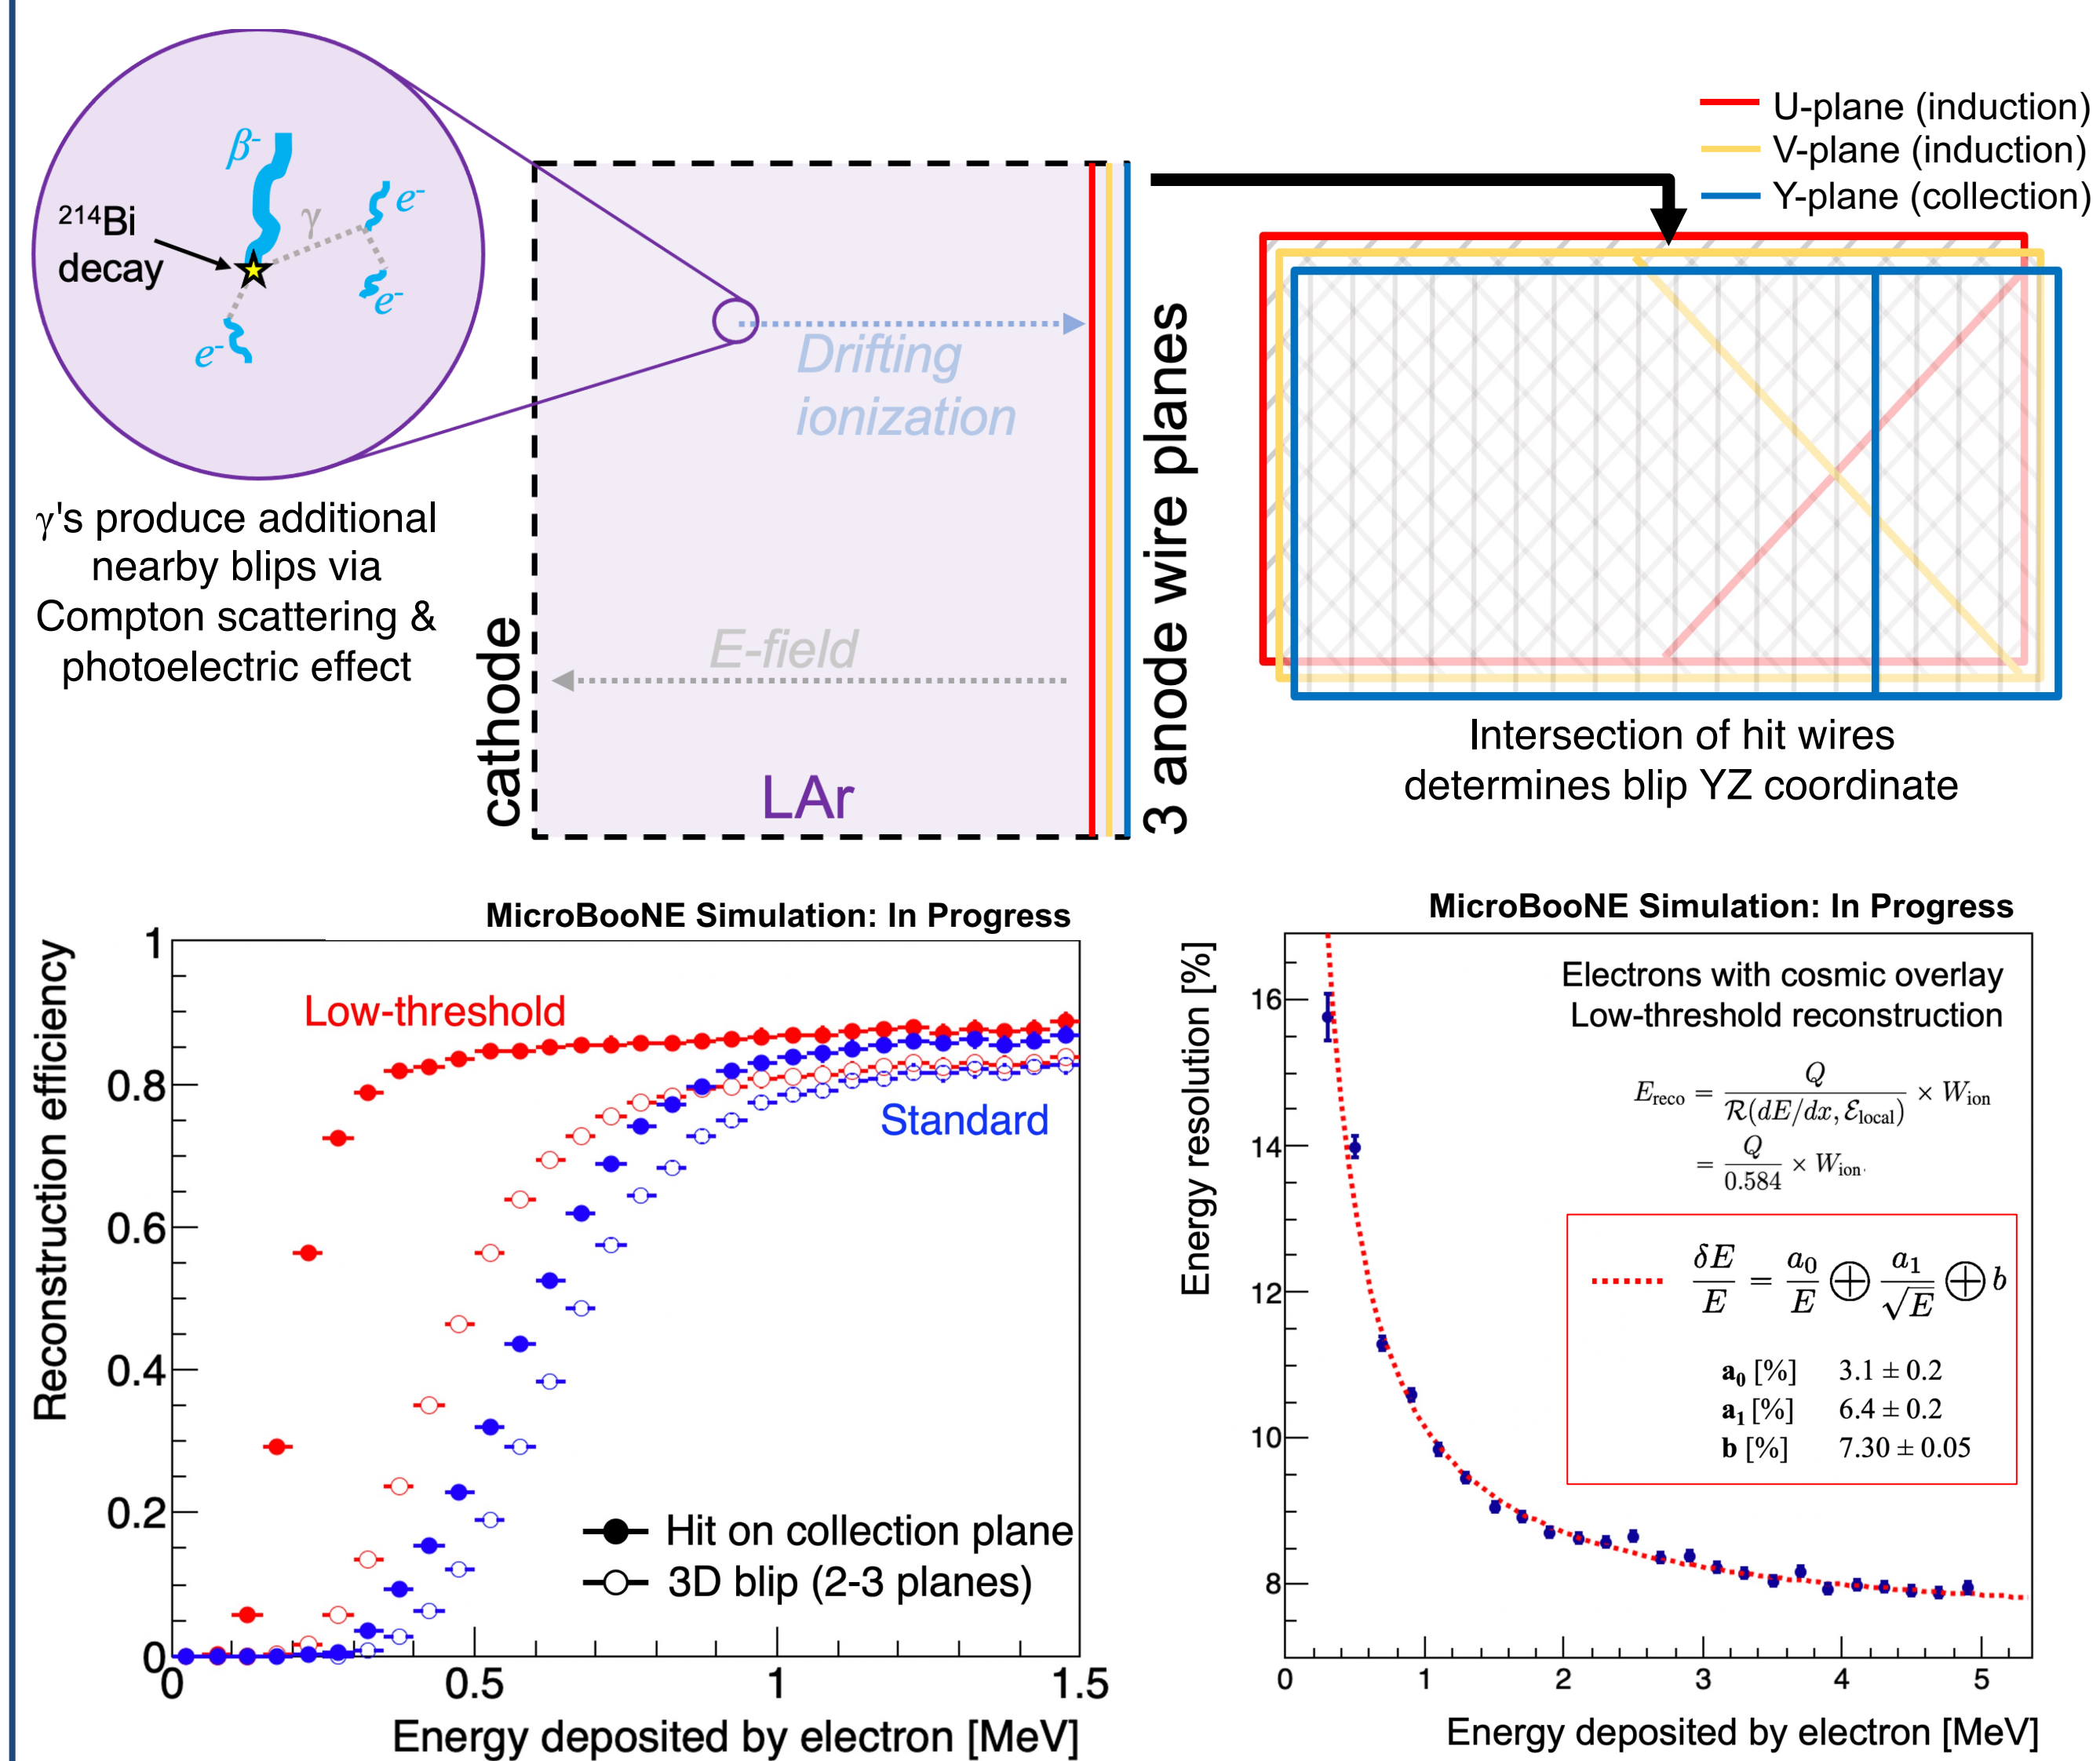 β-
γ
e-
214Bi
decay
e-
e-
γ's produce additional
nearby blips via
Compton scattering &
photoelectric effect
Drifting
ionization
E-field
cathode
LAr
3 anode wire planes
U-plane (induction)
V-plane (induction)
Y-plane (collection)
Intersection of hit wires
determines blip YZ coordinate
MicroBooNE Simulation: In Progress
Reconstruction efficiency
1
0.8
0.6
0.4
0.2
0
Low-threshold
Standard
Hit on collection plane
3D blip (2-3 planes)
0 0.5 1 1.5
Energy deposited by electron [MeV]
MicroBooNE Simulation: In Progress
Energy resolution [%]
16
14
12
10
8
Electrons with cosmic overlay
Low-threshold reconstruction
E_reco = Q / R(dE/dx, ℰ_local) × W_ion
= Q / 0.584 × W_ion.
δE/E = a0/E ⊕ a1/√E ⊕ b
a0 [%] 3.1 ± 0.2
a1 [%] 6.4 ± 0.2
b [%] 7.30 ± 0.05
0 1 2 3 4 5
Energy deposited by electron [MeV]